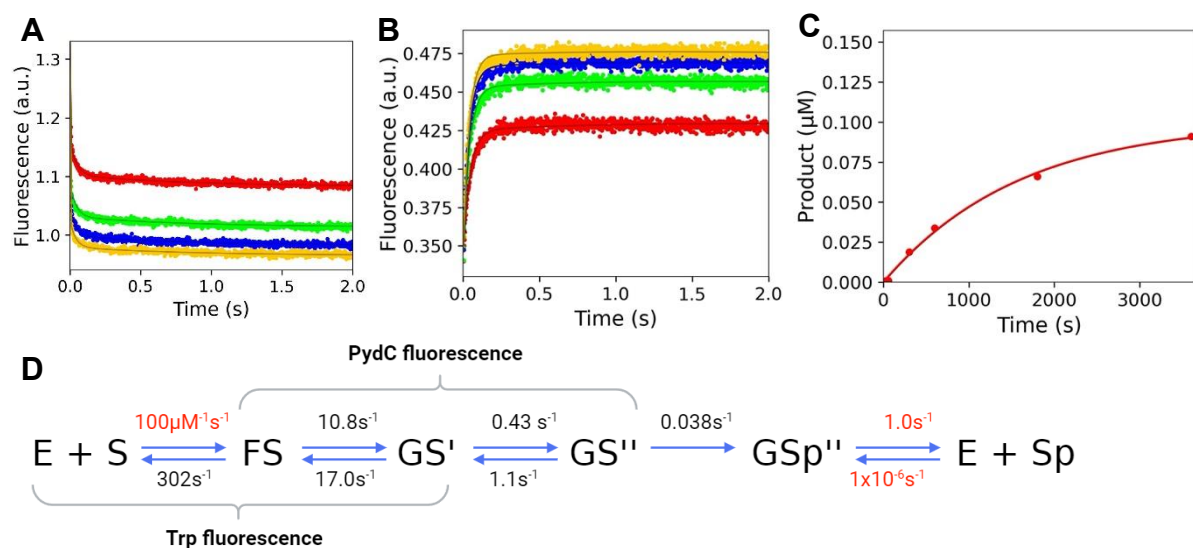 A
Fluorescence (a.u.)
1.3
1.2
1.1
1.0
0.0 0.5 1.0 1.5 2.0
Time (s)
B
Fluorescence (a.u.)
0.475
0.450
0.425
0.400
0.375
0.350
0.0 0.5 1.0 1.5 2.0
Time (s)
C
Product (µM)
0.150
0.125
0.100
0.075
0.050
0.025
0.000
0 1000 2000 3000
Time (s)
D
PydC fluorescence
100µM⁻¹s⁻¹ 10.8s⁻¹ 0.43 s⁻¹ 0.038s⁻¹ 1.0s⁻¹
E + S FS GS' GS'' GSp'' E + Sp
302s⁻¹ 17.0s⁻¹ 1.1s⁻¹ 1x10⁻⁶s⁻¹
Trp fluorescence